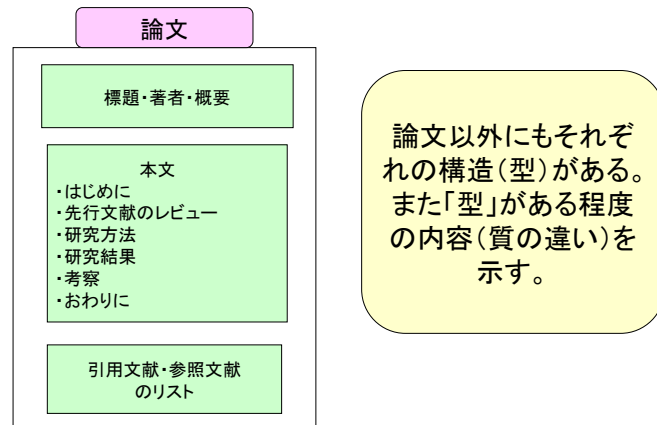 論文
標題・著者・概要
本文
・はじめに
・先行文献のレビュー
・研究方法
・研究結果
・考察
・おわりに
引用文献・参照文献
のリスト
論文以外にもそれぞ
れの構造（型）がある。
また「型」がある程度
の内容（質の違い）を
示す。